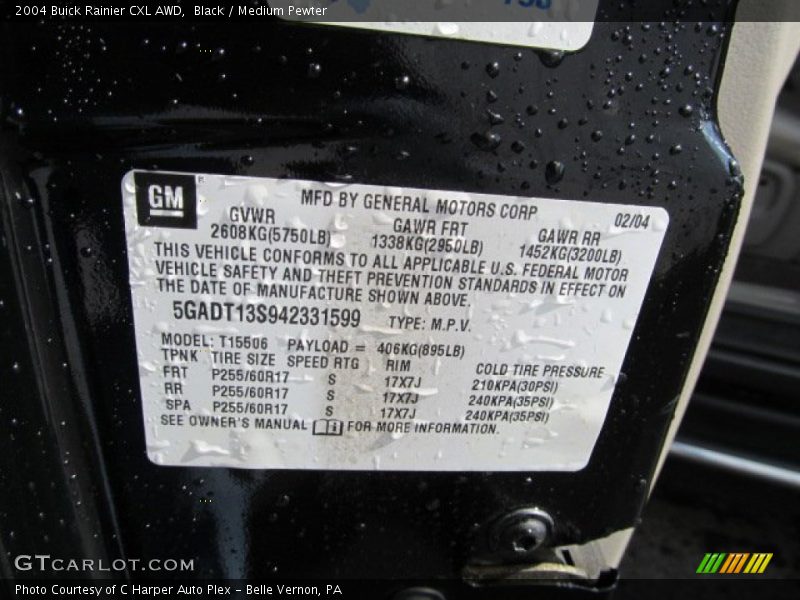 2004 Buick Rainier CXL AWD,  Black / Medium Pewter
GM
MFD BY GENERAL MOTORS CORP
02/04
GVWR GAWR FRT GAWR RR
2608KG(5750LB) 1338KG(2950LB) 1452KG(3200LB)
THIS VEHICLE CONFORMS TO ALL APPLICABLE U.S. FEDERAL MOTOR
VEHICLE SAFETY AND THEFT PREVENTION STANDARDS IN EFFECT ON
THE DATE OF MANUFACTURE SHOWN ABOVE.
5GADT13S942331599 TYPE: M.P.V.
MODEL: T15506 PAYLOAD = 406KG(895LB)
TPNK TIRE SIZE SPEED RTG RIM COLD TIRE PRESSURE
FRT P255/60R17 S 17X7J 210KPA(30PSI)
RR P255/60R17 S 17X7J 240KPA(35PSI)
SPA P255/60R17 S 17X7J 240KPA(35PSI)
SEE OWNER'S MANUAL FOR MORE INFORMATION.
GTCARLOT.COM
Photo Courtesy of C Harper Auto Plex – Belle Vernon, PA